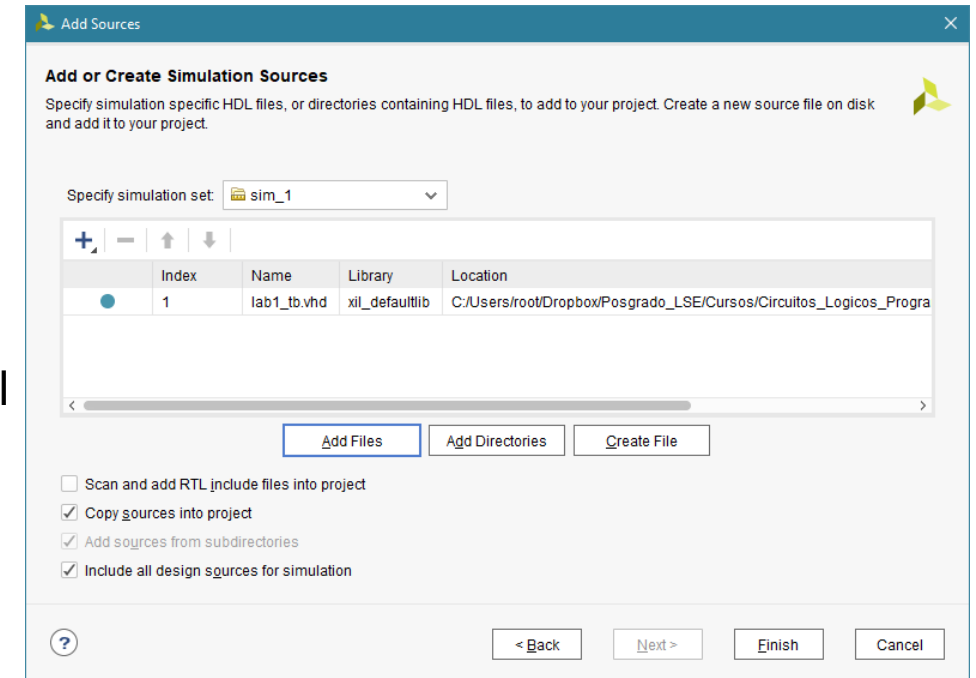 Add Sources
Add or Create Simulation Sources
Specify simulation specific HDL files, or directories containing HDL files, to add to your project. Create a new source file on disk
and add it to your project.
Specify simulation set: sim_1
Index Name Library Location
1 lab1_tb.vhd xil_defaultlib C:/Users/root/Dropbox/Posgrado_LSE/Cursos/Circuitos_Logicos_Progra
Add Files Add Directories Create File
Scan and add RTL include files into project
Copy sources into project
Add sources from subdirectories
Include all design sources for simulation
? < Back Next > Finish Cancel